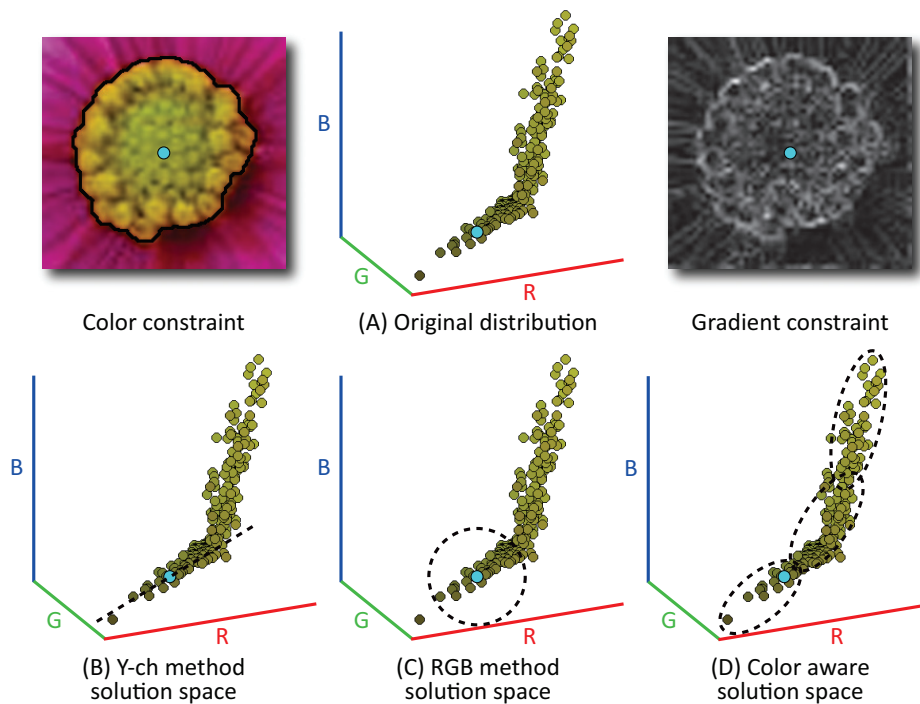 B
G
R
Color constraint
(A) Original distribution
Gradient constraint
B
G
R
B
G
R
B
G
R
(B) Y-ch method
solution space
(C) RGB method
solution space
(D) Color aware
solution space